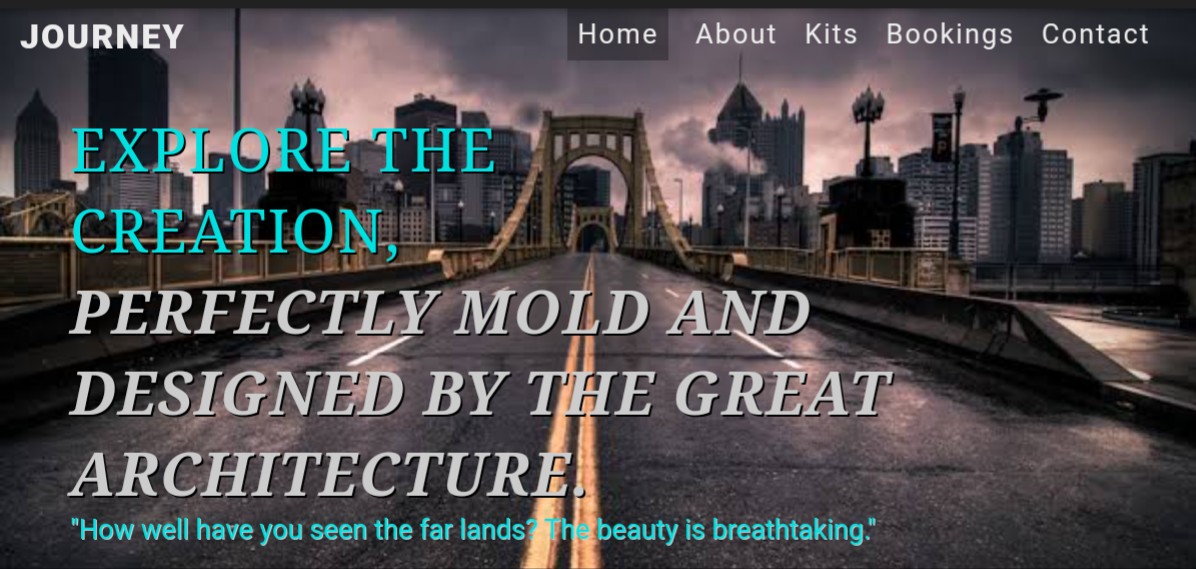 JOURNEY
Home About Kits Bookings Contact
EXPLORE THE
CREATION,
PERFECTLY MOLD AND
DESIGNED BY THE GREAT
ARCHITECTURE.
"How well have you seen the far lands? The beauty is breathtaking."